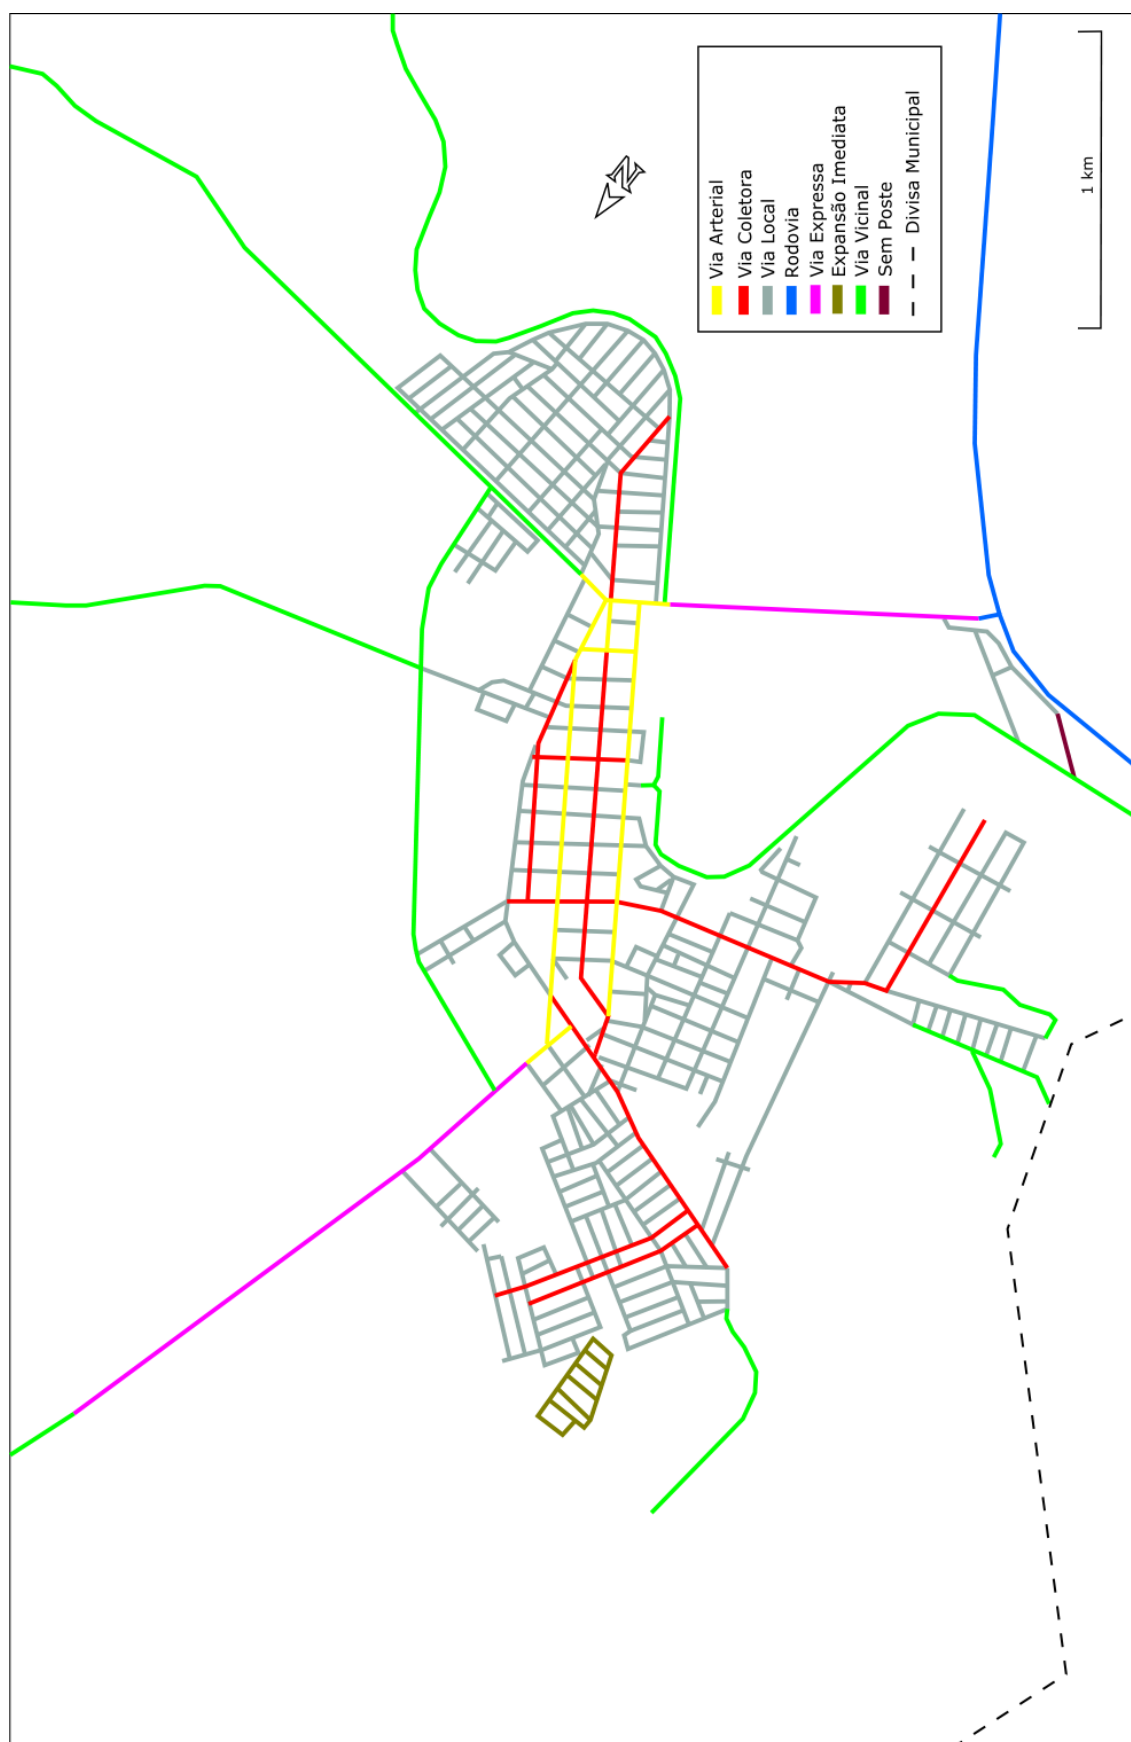 Via Arterial
Via Coletora
Via Local
Rodovia
Via Expressa
Expansão Imediata
Via Vicinal
Sem Poste
Divisa Municipal
N
1 km